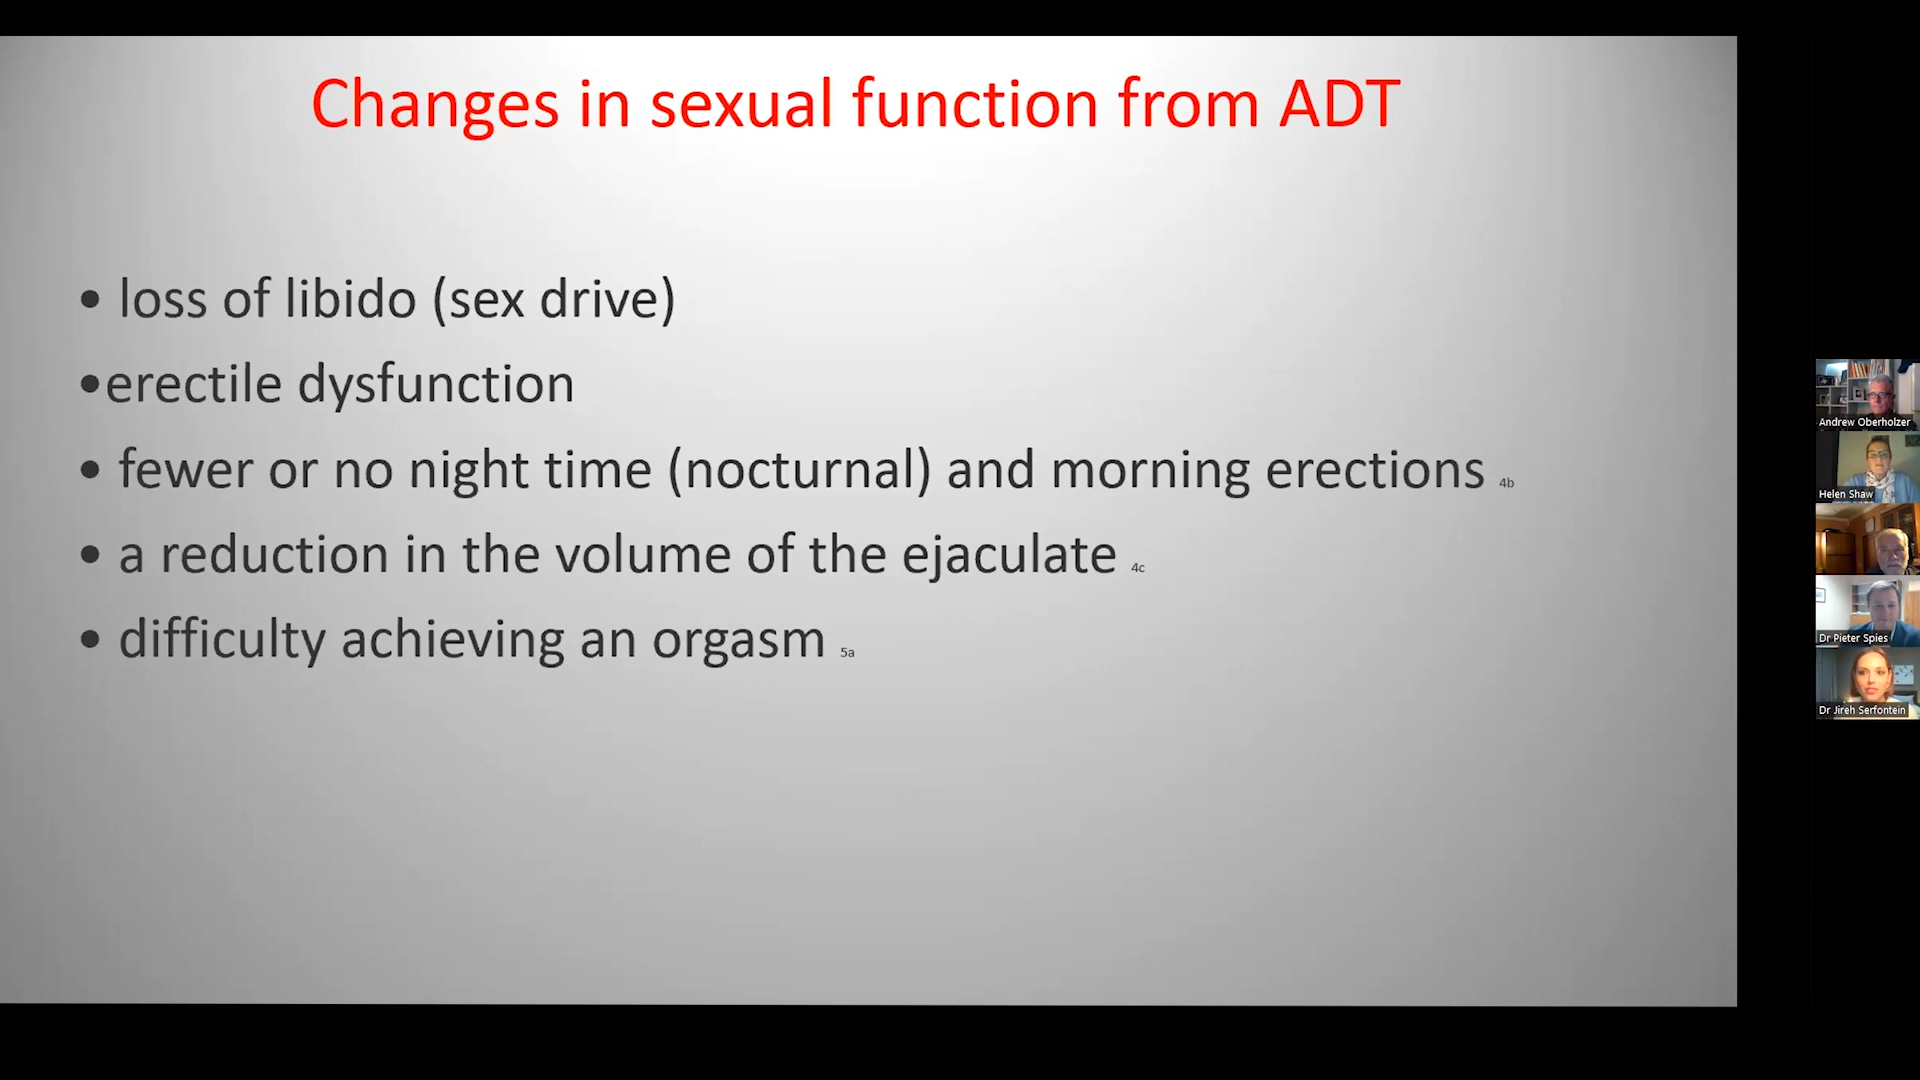 Changes in sexual function from ADT
• loss of libido (sex drive)
•erectile dysfunction
• fewer or no night time (nocturnal) and morning erections 4b
• a reduction in the volume of the ejaculate 4c
• difficulty achieving an orgasm 5a
Andrew Oberholzer
Helen Shaw
Dr Pieter Spies
Dr Jireh Serfontein